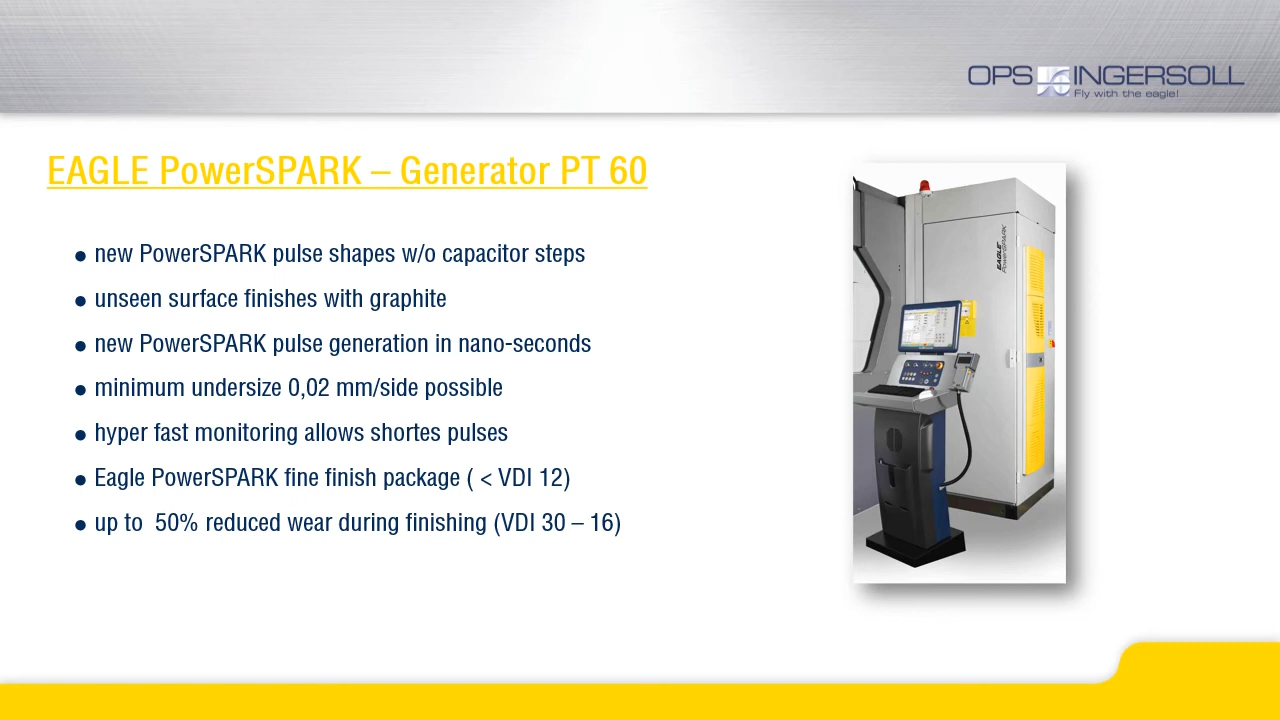 OPS INGERSOLL
Fly with the eagle!
EAGLE PowerSPARK – Generator PT 60
● new PowerSPARK pulse shapes w/o capacitor steps
● unseen surface finishes with graphite
● new PowerSPARK pulse generation in nano-seconds
● minimum undersize 0,02 mm/side possible
● hyper fast monitoring allows shortes pulses
● Eagle PowerSPARK fine finish package ( < VDI 12)
● up to  50% reduced wear during finishing (VDI 30 – 16)
EAGLE
PowerSPARK